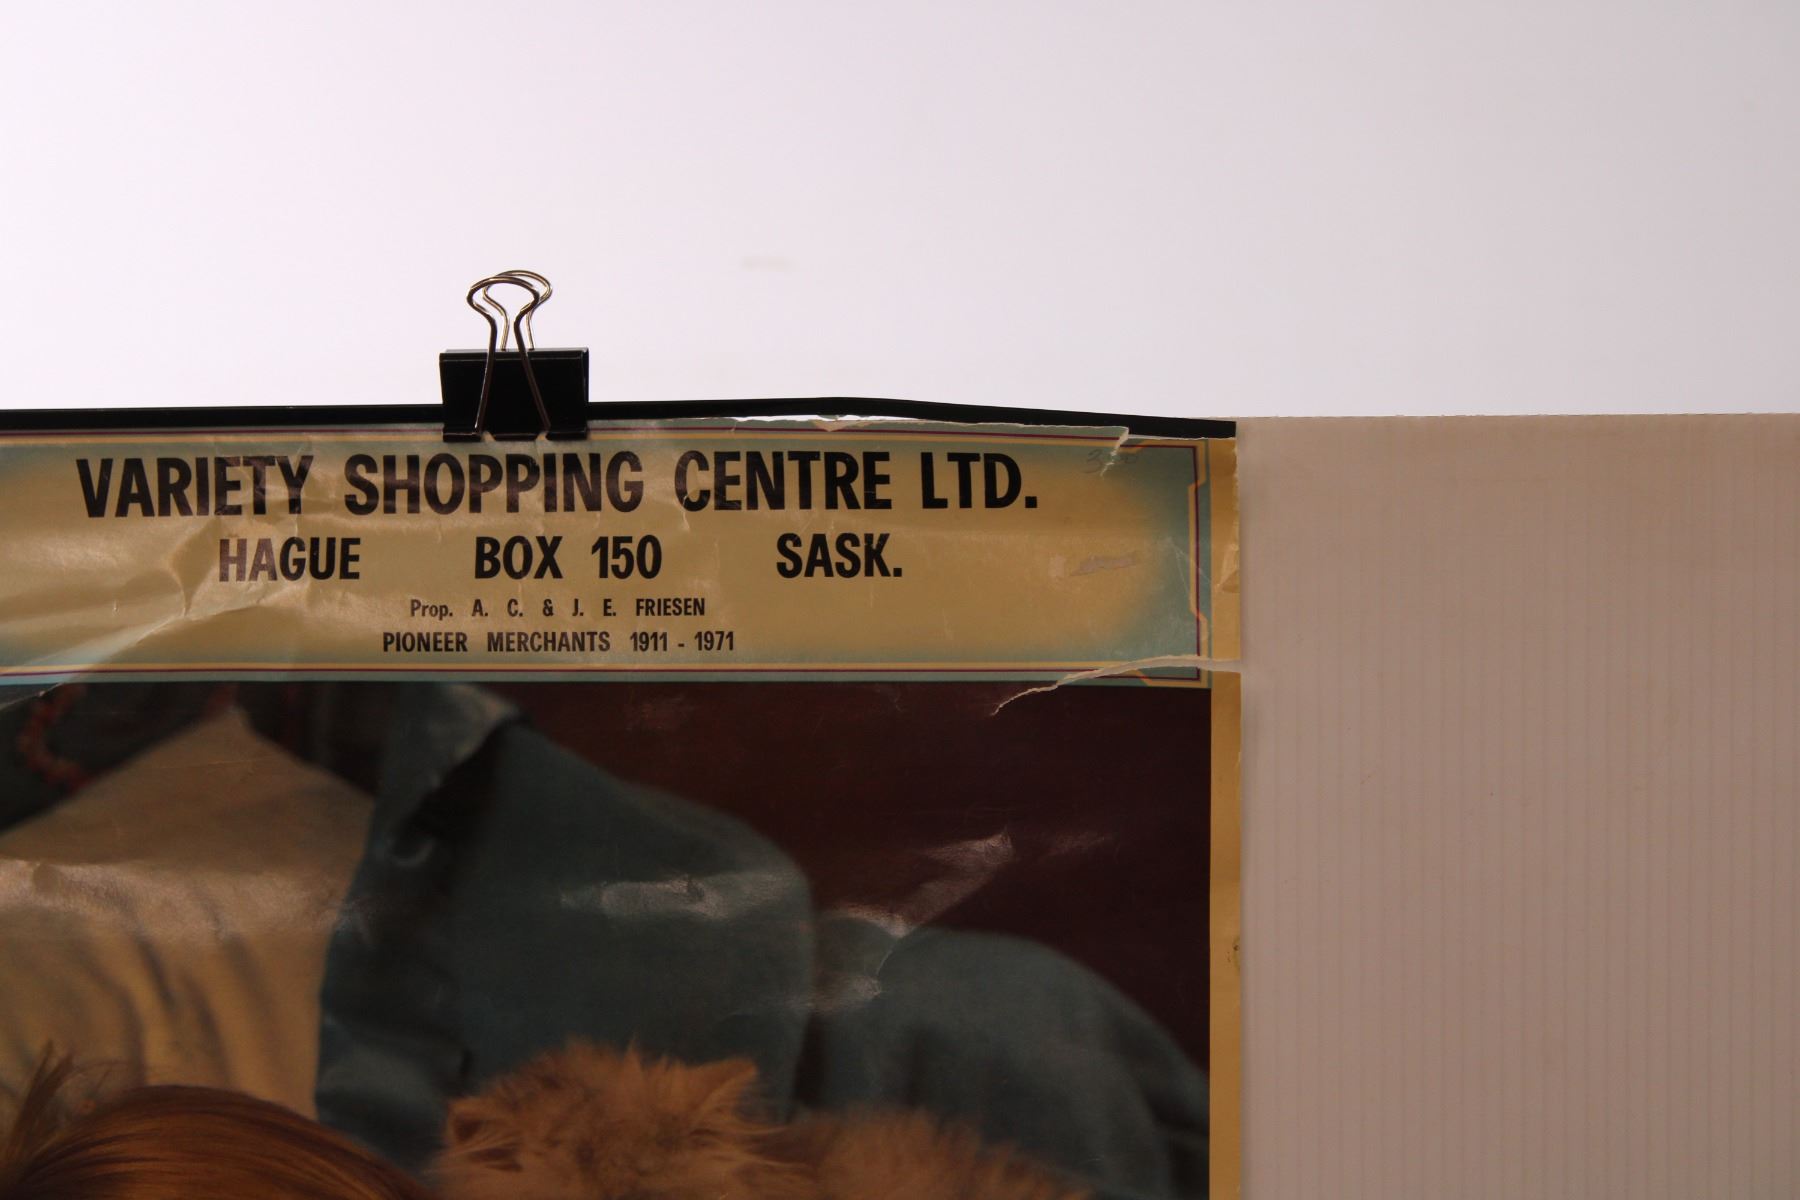 VARIETY SHOPPING CENTRE LTD.
HAGUE BOX 150 SASK.
Prop. A. C. & J. E. FRIESEN
PIONEER MERCHANTS 1911 - 1971